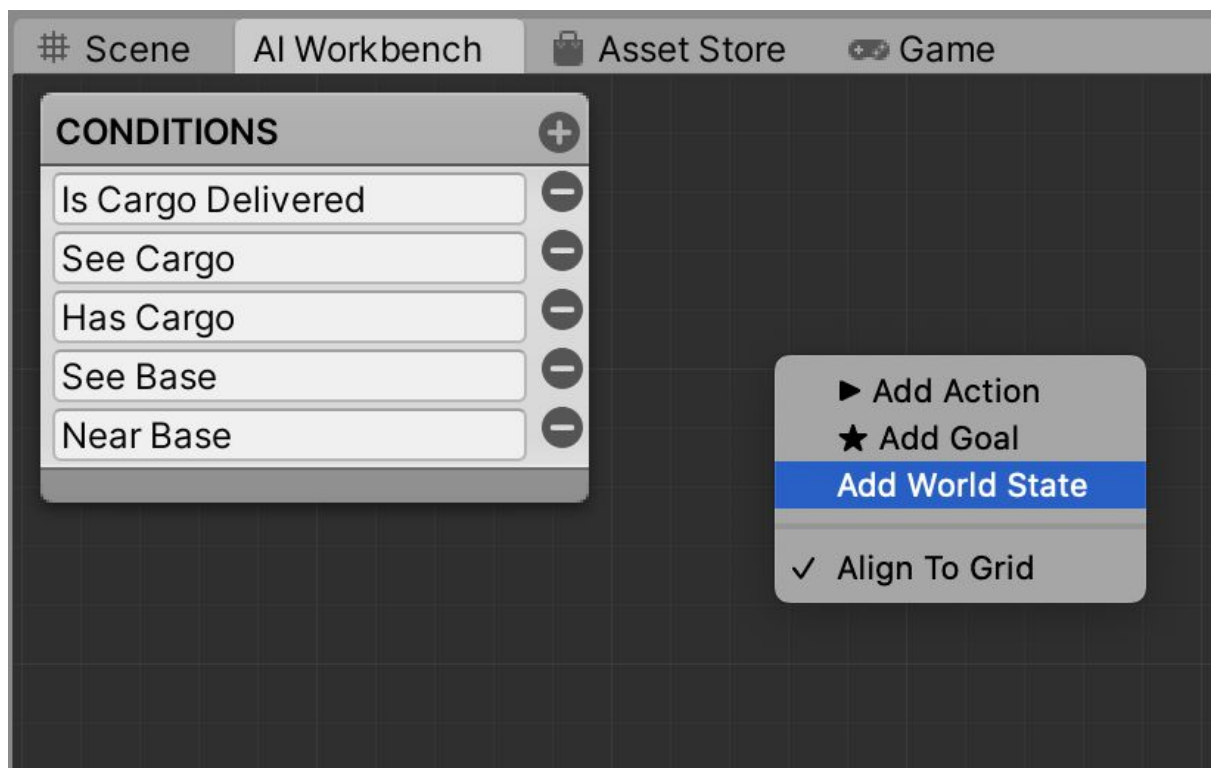 Scene AI Workbench Asset Store Game
CONDITIONS
Is Cargo Delivered
See Cargo
Has Cargo
See Base
Near Base
Add Action
Add Goal
Add World State
Align To Grid